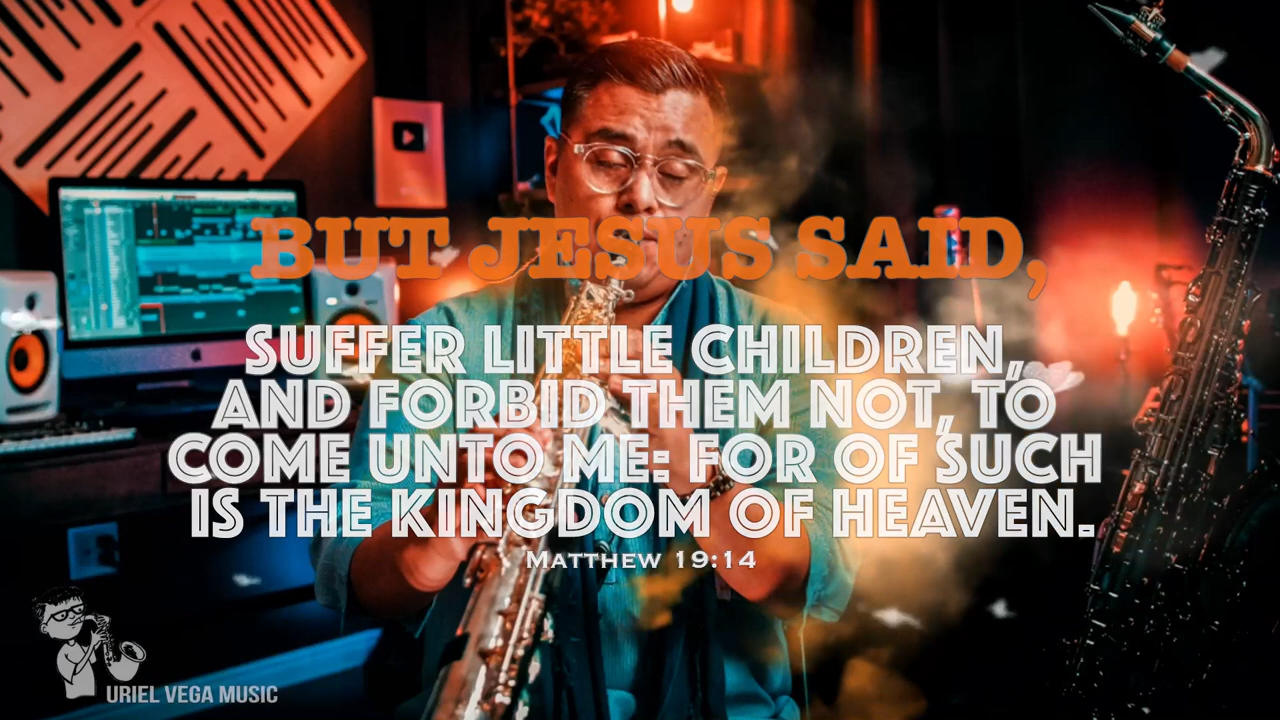 BUT JESUS SAID,
SUFFER LITTLE CHILDREN,
AND FORBID THEM NOT, TO
COME UNTO ME: FOR OF SUCH
IS THE KINGDOM OF HEAVEN.
MATTHEW 19:14
URIEL VEGA MUSIC